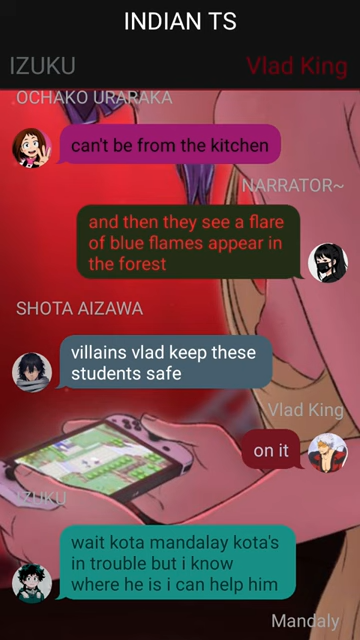 INDIAN TS
IZUKU
Vlad King
OCHAKO URARAKA
can't be from the kitchen
NARRATOR~
and then they see a flare
of blue flames appear in
the forest
SHOTA AIZAWA
villains vlad keep these
students safe
Vlad King
on it
IZUKU
wait kota mandalay kota's
in trouble but i know
where he is i can help him
Mandaly